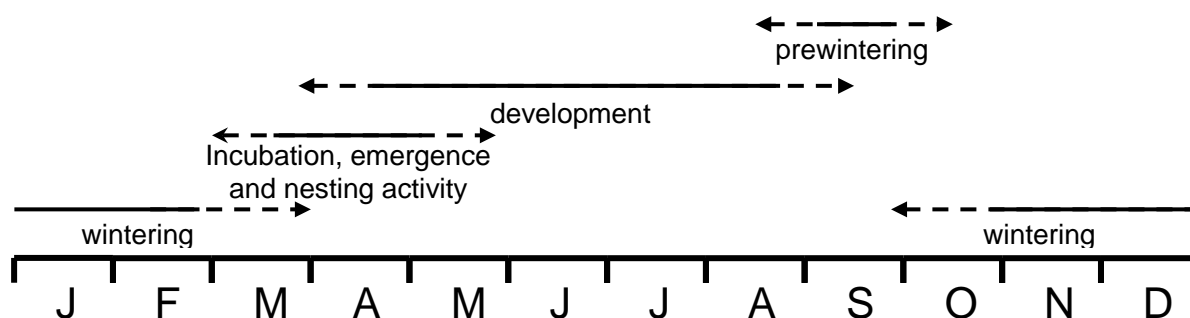 prewintering
development
Incubation, emergence
and nesting activity
wintering wintering
J F M A M J J A S O N D